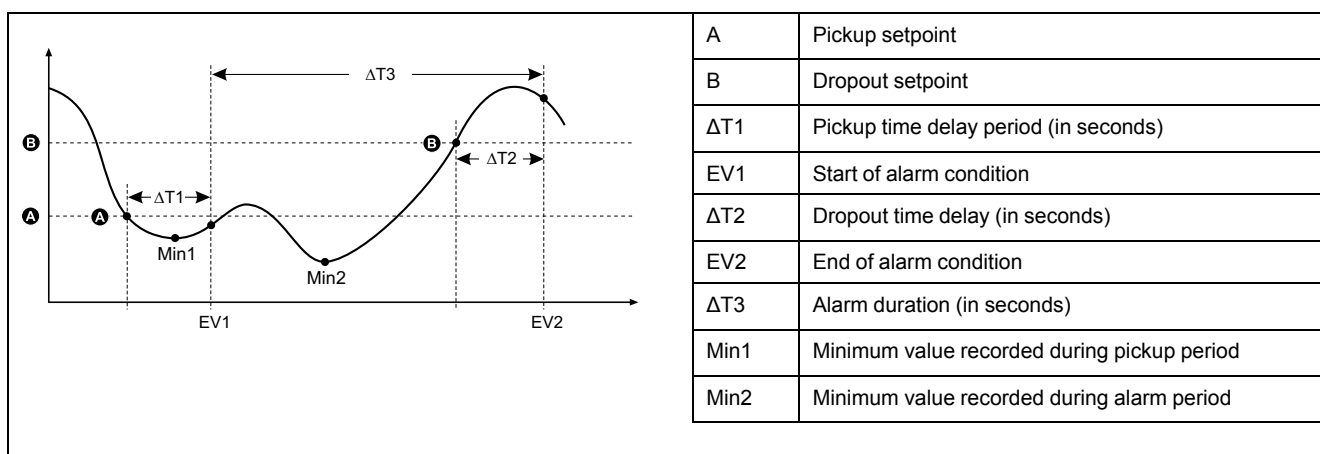 ΔT3
B
B
ΔT2
ΔT1
A
A
Min1
Min2
EV1
EV2
A Pickup setpoint
B Dropout setpoint
ΔT1 Pickup time delay period (in seconds)
EV1 Start of alarm condition
ΔT2 Dropout time delay (in seconds)
EV2 End of alarm condition
ΔT3 Alarm duration (in seconds)
Min1 Minimum value recorded during pickup period
Min2 Minimum value recorded during alarm period